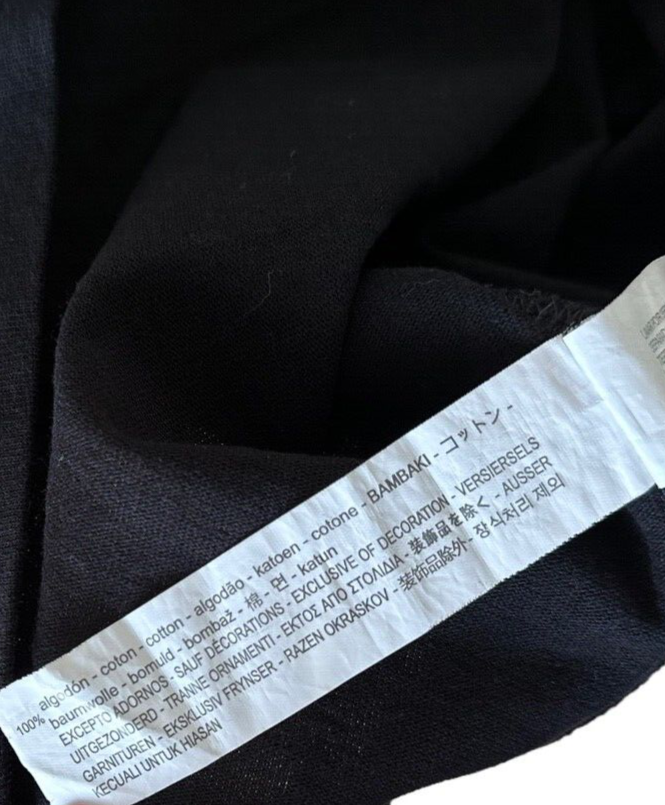 100% algodón - coton - cotton - algodão - katoen - cotone - BAMBAKI - コットン -
baumwolle - bomuld - bombaž - 棉 - 면 - katun
EXCEPTO ADORNOS - SAUF DÉCORATIONS - EXCLUSIVE OF DECORATION - VERSIERSELS
UITGEZONDERD - TRANNE ORNAMENTI - ΕΚΤΟΣ ΑΠΟ ΣΤΟΛΙΔΙΑ - 装飾品を除く - AUSSER
GARNITUREN - EKSKLUSIV FRYNSER - RAZEN OKRASKOV - 装饰品除外 - 장식처리 제외
KECUALI UNTUK HIASAN